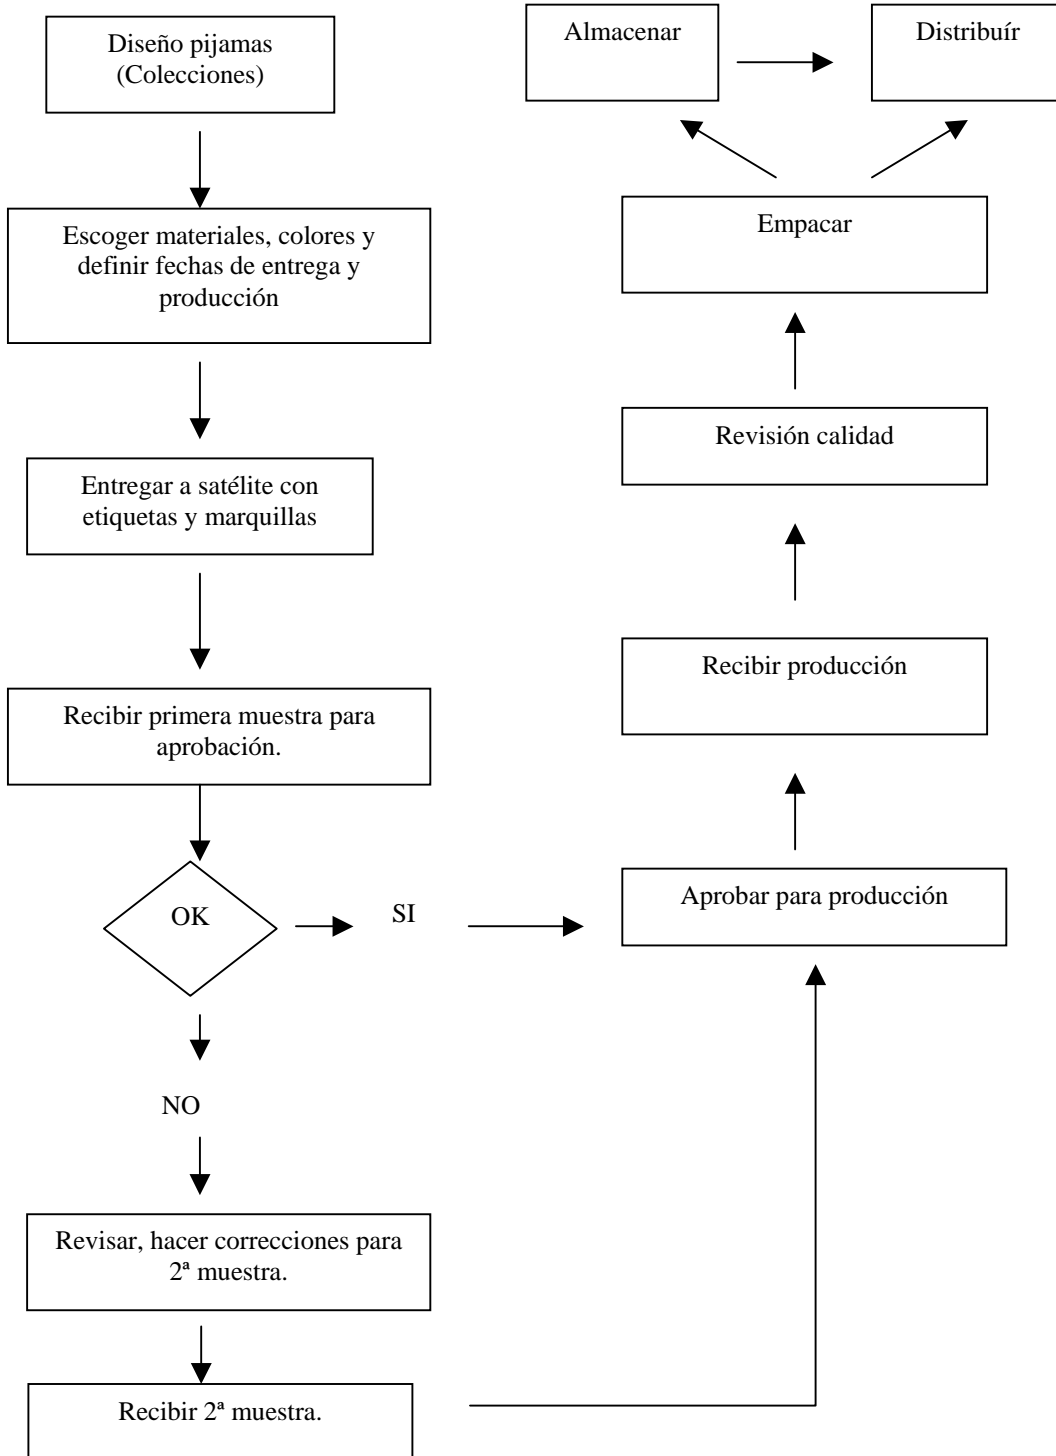 Diseño pijamas
(Colecciones)
Escoger materiales, colores y
definir fechas de entrega y
producción
Entregar a satélite con
etiquetas y marquillas
Recibir primera muestra para
aprobación.
OK
SI
NO
Revisar, hacer correcciones para
2ª muestra.
Recibir 2ª muestra.
Aprobar para producción
Recibir producción
Revisión calidad
Empacar
Almacenar
Distribuír